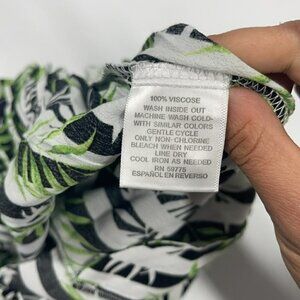 100% VISCOSE
WASH INSIDE OUT
MACHINE WASH COLD-
WITH SIMILAR COLORS
GENTLE CYCLE
ONLY NON-CHLORINE
BLEACH WHEN NEEDED
LINE DRY
COOL IRON AS NEEDED
RN 59775
ESPAÑOL EN REVERSO